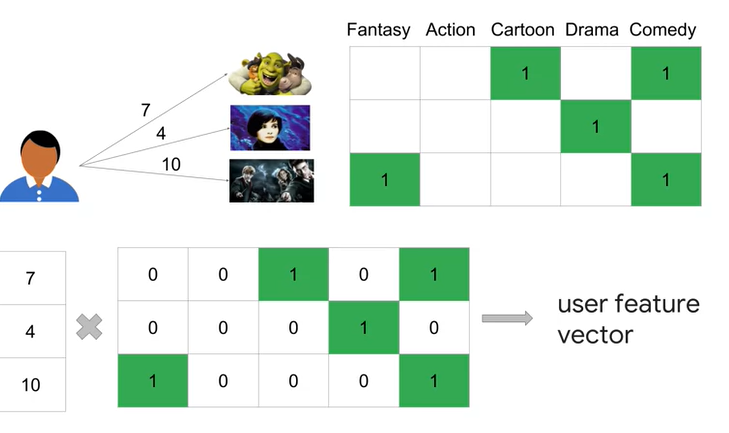 Fantasy Action Cartoon Drama Comedy
7
4
10
1 1
1
1 1
7
4
10
0 0 1 0 1
0 0 0 1 0
1 0 0 0 1
user feature
vector